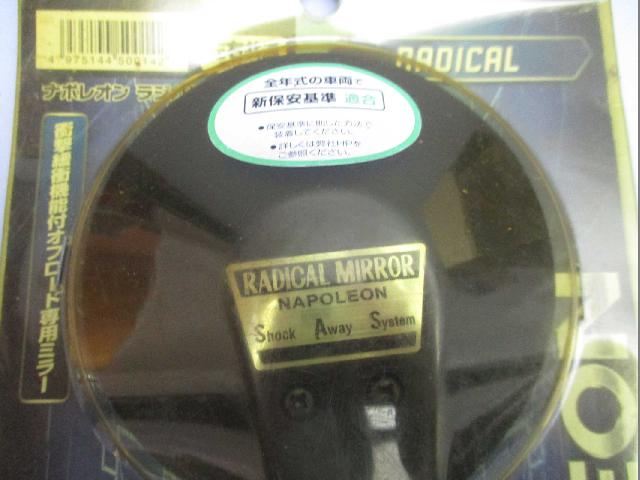 4 975144 500142
RADICAL
ナポレオン ラジ
全年式の車両で
新保安基準 適合
●保安基準に則した方法で
装着してください。
●詳しくは弊社HPを
ご参照ください。
衝撃緩衝機能付オフロード専用ミラー
RADICAL MIRROR
NAPOLEON
Shock Away System